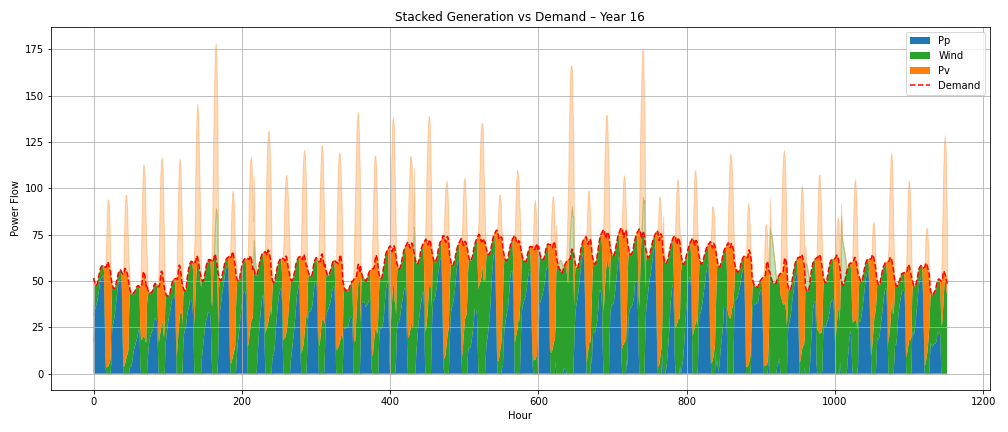 Stacked Generation vs Demand – Year 16
Pp
Wind
Pv
Demand
Power Flow
175
150
125
100
75
50
25
0
0 200 400 600 800 1000 1200
Hour